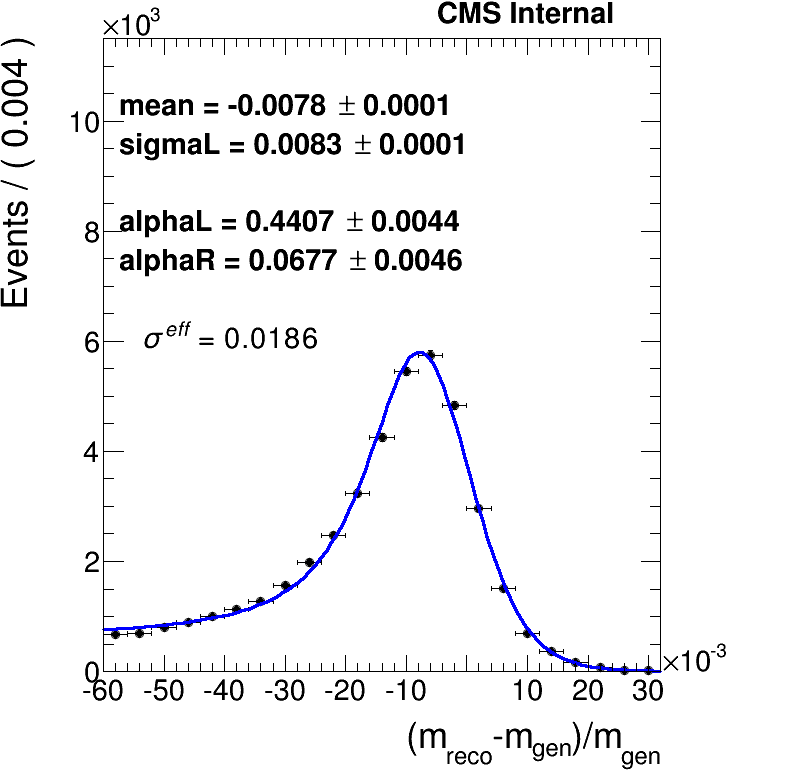 CMS Internal
×10³
Events / ( 0.004 )
mean = -0.0078 ± 0.0001
sigmaL = 0.0083 ± 0.0001
alphaL = 0.4407 ± 0.0044
alphaR = 0.0677 ± 0.0046
σ^eff = 0.0186
10
8
6
4
2
0
-60 -50 -40 -30 -20 -10 10 20 30
×10⁻³
(m_reco-m_gen)/m_gen